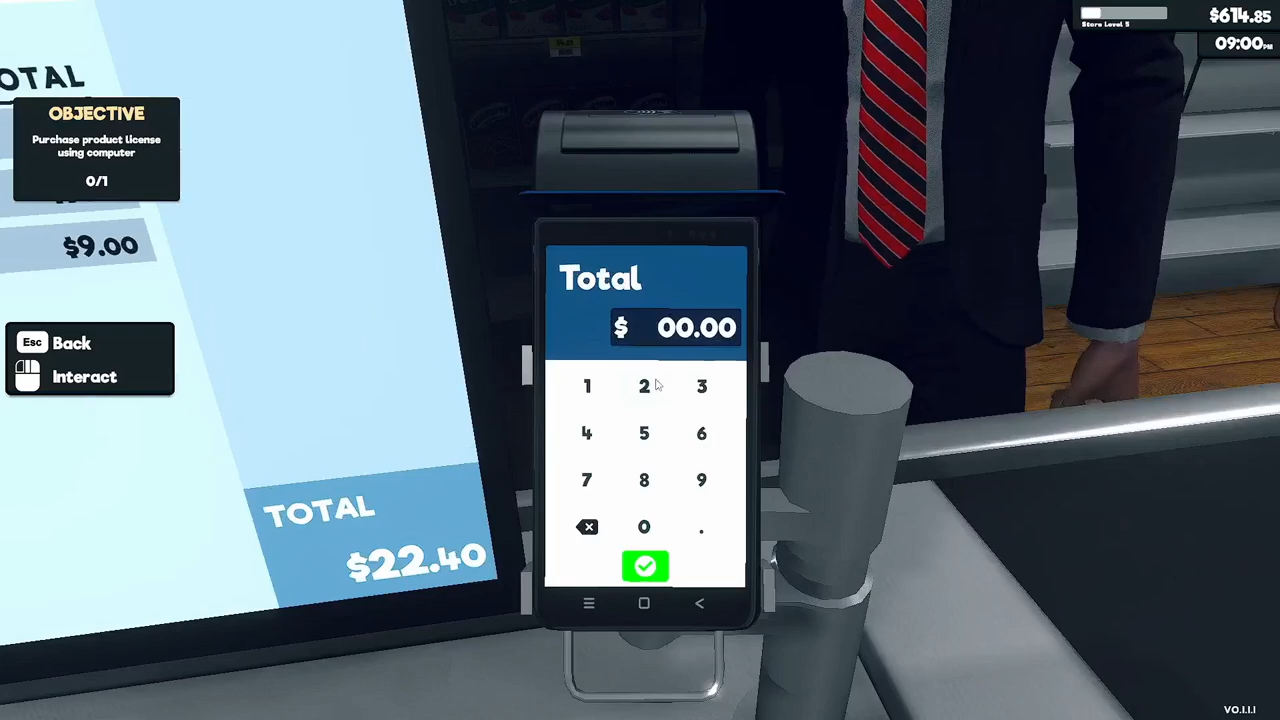 $614.85
Store Level 5
09:00PM
OTAL
OBJECTIVE
Purchase product license
using computer
0/1
$9.00
Esc Back
Interact
Total
$ 00.00
1 2 3
4 5 6
7 8 9
0 .
TOTAL
$22.40
V0.1.1.1